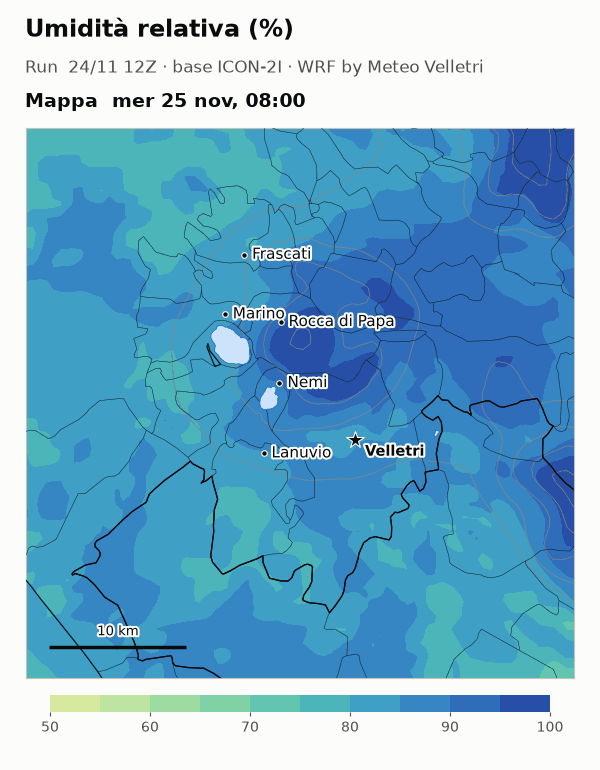 Umidità relativa (%)
Run  24/11 12Z · base ICON-2I · WRF by Meteo Velletri
Mappa  mer 25 nov, 08:00
Frascati
Marino
Rocca di Papa
Nemi
Velletri
Lanuvio
10 km
50 60 70 80 90 100